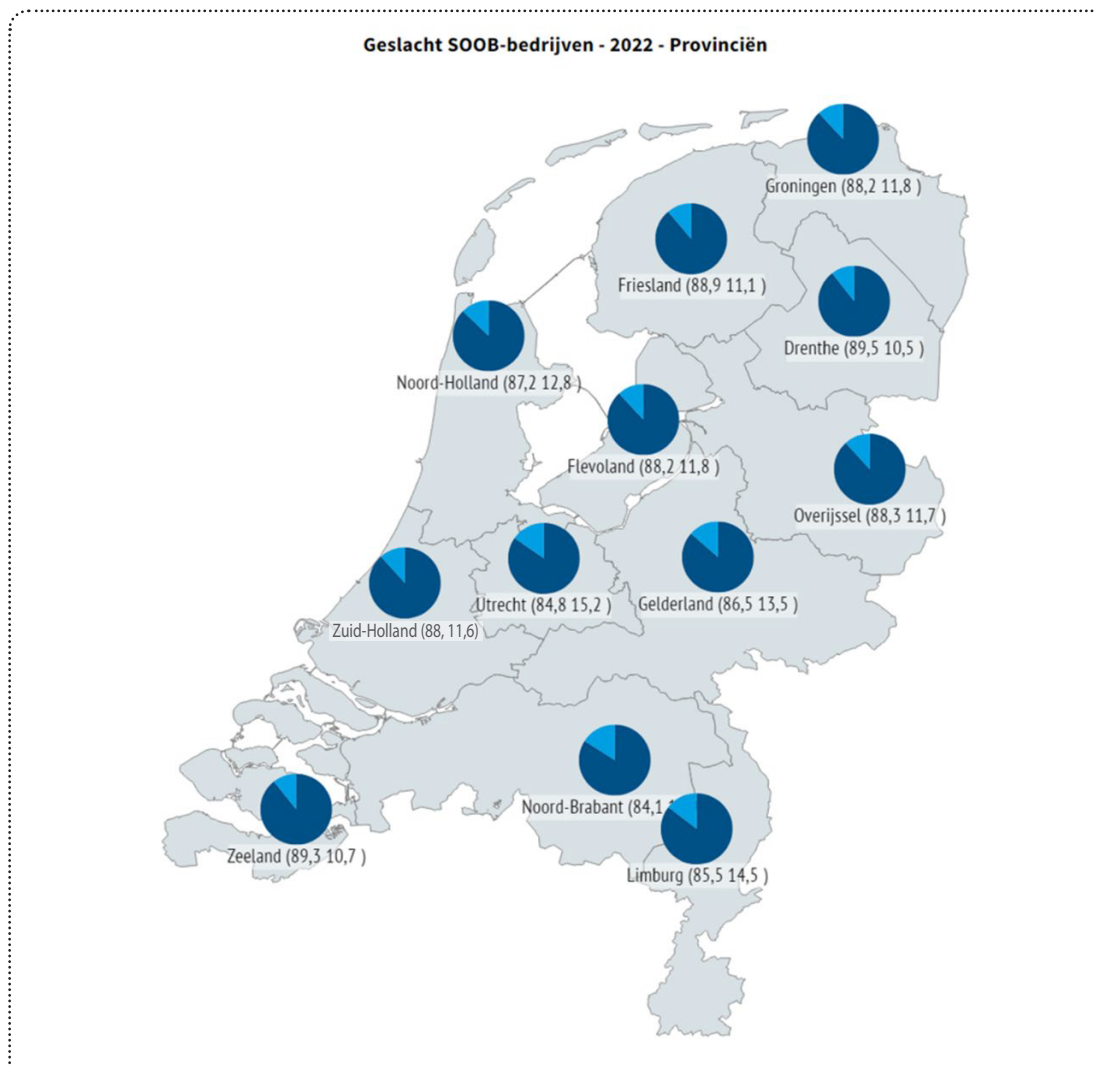 Geslacht SOOB-bedrijven - 2022 - Provinciën
Groningen (88,2 11,8 )
Friesland (88,9 11,1 )
Drenthe (89,5 10,5 )
Noord-Holland (87,2 12,8 )
Flevoland (88,2 11,8 )
Overijssel (88,3 11,7 )
Utrecht (84,8 15,2 )
Gelderland (86,5 13,5 )
Zuid-Holland (88, 11,6)
Noord-Brabant (84,1
Zeeland (89,3 10,7 )
Limburg (85,5 14,5 )